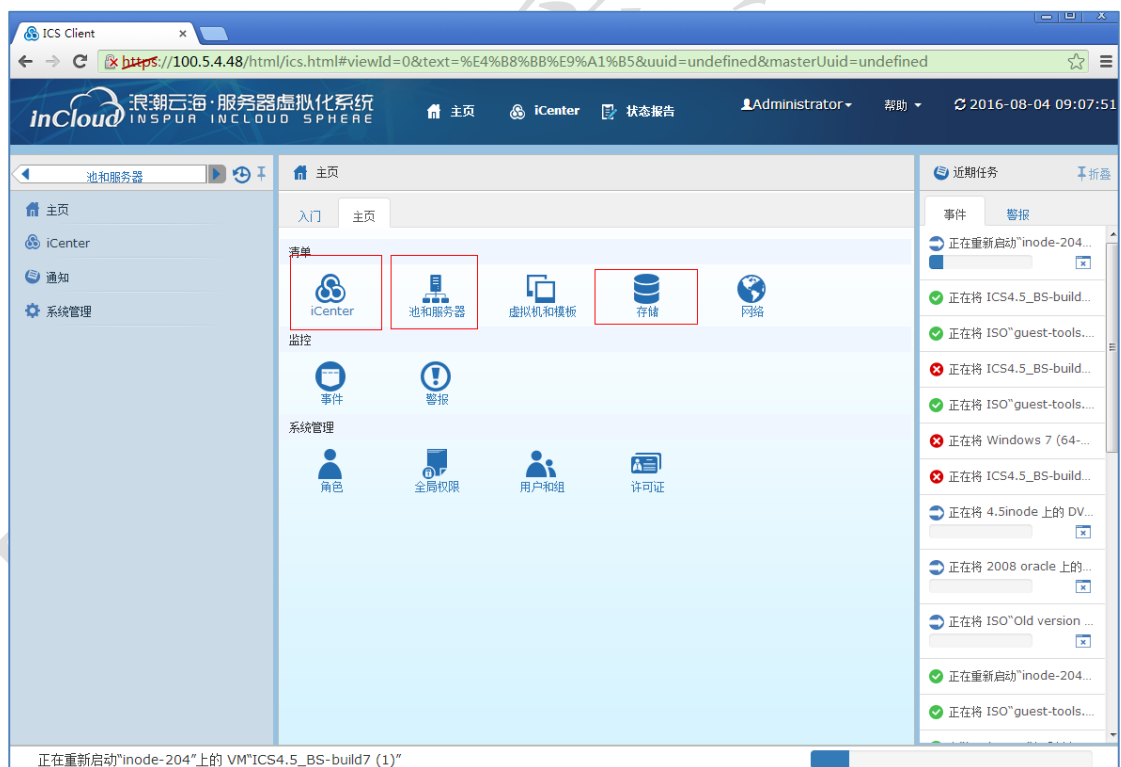 ICS Client
https://100.5.4.48/html/ics.html#viewId=0&text=%E4%B8%BB%E9%A1%B5&uuid=undefined&masterUuid=undefined
inCloud 浪潮云海·服务器虚拟化系统
INSPUR INCLOUD SPHERE
主页
iCenter
状态报告
Administrator
帮助
2016-08-04 09:07:51
池和服务器
主页
iCenter
通知
系统管理
主页
入门
主页
清单
iCenter
池和服务器
虚拟机和模板
存储
网络
监控
事件
警报
系统管理
角色
全局权限
用户和组
许可证
近期任务
折叠
事件
警报
正在重新启动"inode-204...
正在将 ICS4.5_BS-build...
正在将 ISO"guest-tools....
正在将 ICS4.5_BS-build...
正在将 ISO"guest-tools....
正在将 Windows 7 (64-...
正在将 ICS4.5_BS-build...
正在将 4.5inode 上的 DV...
正在将 2008 oracle 上的...
正在将 ISO"Old version ...
正在重新启动"inode-204...
正在将 ISO"guest-tools....
正在重新启动"inode-204"上的 VM"ICS4.5_BS-build7 (1)"